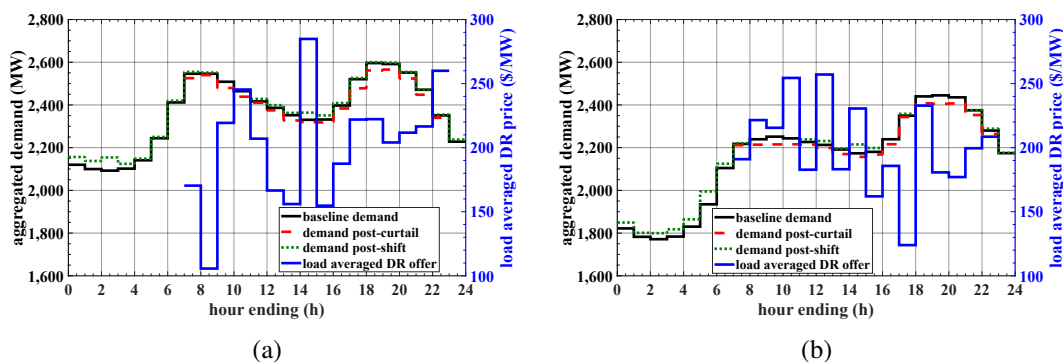 2,800
2,600
2,400
2,200
2,000
1,800
1,600
aggregated demand (MW)
300
250
200
150
100
load averaged DR price ($/MW)
baseline demand
demand post-curtail
demand post-shift
load averaged DR offer
0 2 4 6 8 10 12 14 16 18 20 22 24
hour ending (h)
(a)
2,800
2,600
2,400
2,200
2,000
1,800
1,600
aggregated demand (MW)
300
250
200
150
100
load averaged DR price ($/MW)
baseline demand
demand post-curtail
demand post-shift
load averaged DR offer
0 2 4 6 8 10 12 14 16 18 20 22 24
hour ending (h)
(b)